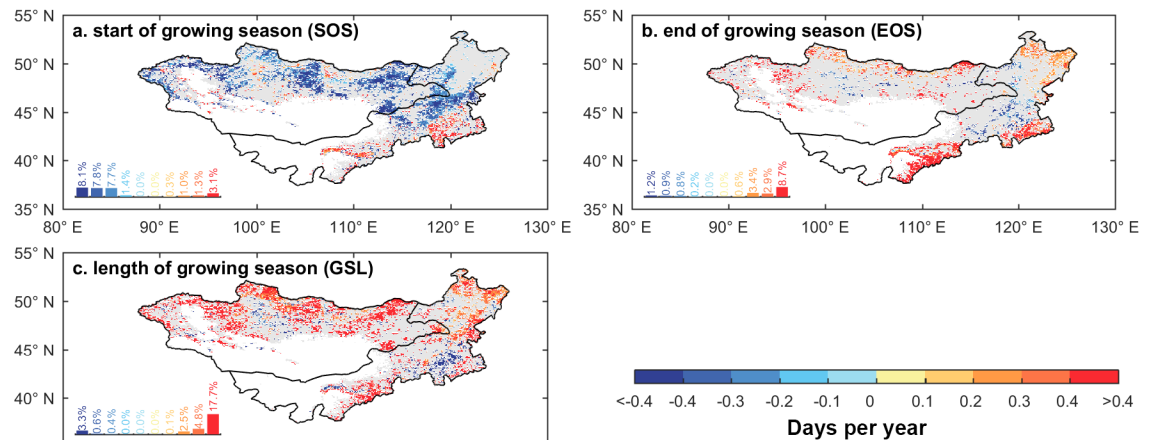 55° N
a. start of growing season (SOS)
50° N
45° N
40° N
35° N
8.1% 7.8% 7.7% 1.4% 0.0% 0.0% 0.3% 1.0% 1.3% 3.1%
80° E 90° E 100° E 110° E 120° E 130° E
55° N
b. end of growing season (EOS)
50° N
45° N
40° N
35° N
1.2% 0.9% 0.8% 0.2% 0.0% 0.0% 0.6% 3.4% 2.9% 8.7%
80° E 90° E 100° E 110° E 120° E 130° E
55° N
c. length of growing season (GSL)
50° N
45° N
40° N
3.3% 0.6% 0.4% 0.0% 0.0% 0.0% 0.1% 2.5% 4.8% 17.7%
<-0.4 -0.4 -0.3 -0.2 -0.1 0 0.1 0.2 0.3 0.4 >0.4
Days per year